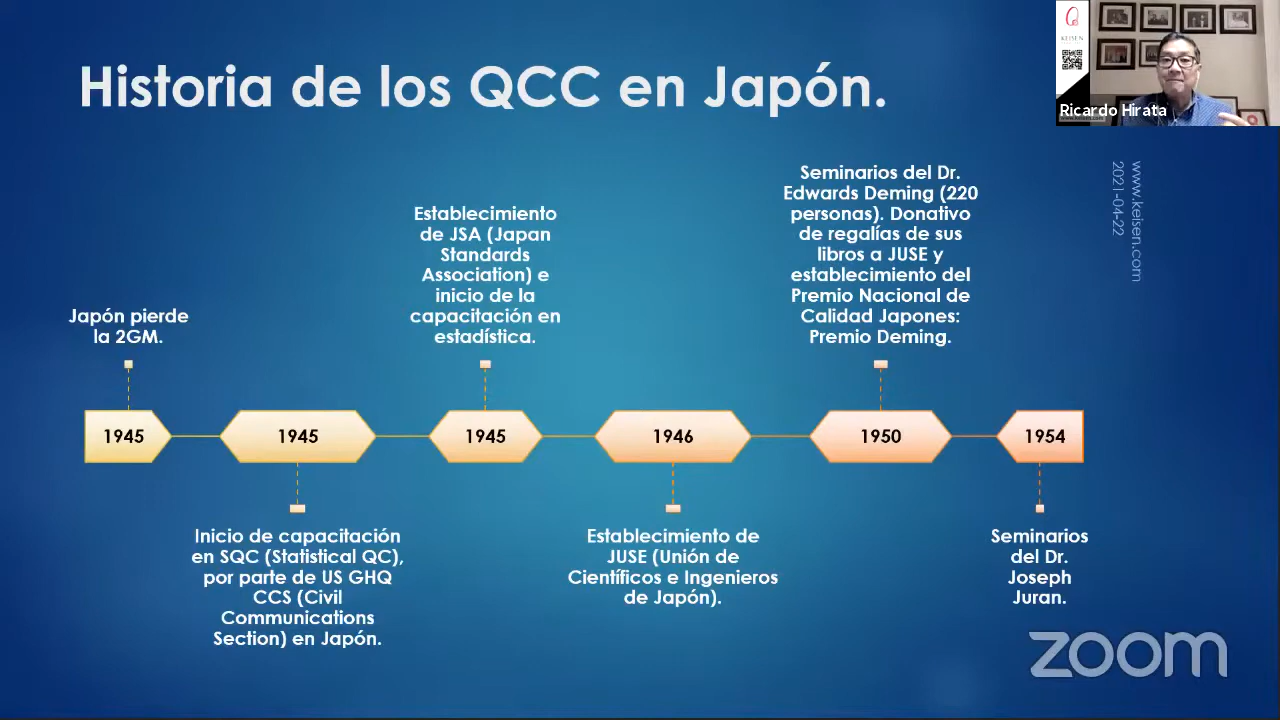 Historia de los QCC en Japón.
KEISEN
Ricardo Hirata
www.keisen.com
2021-04-22
Japón pierde
la 2GM.
Establecimiento
de JSA (Japan
Standards
Association) e
inicio de la
capacitación en
estadística.
Seminarios del Dr.
Edwards Deming (220
personas). Donativo
de regalías de sus
libros a JUSE y
establecimiento del
Premio Nacional de
Calidad Japones:
Premio Deming.
1945
1945
1945
1946
1950
1954
Inicio de capacitación
en SQC (Statistical QC),
por parte de US GHQ
CCS (Civil
Communications
Section) en Japón.
Establecimiento de
JUSE (Unión de
Científicos e Ingenieros
de Japón).
Seminarios
del Dr.
Joseph
Juran.
zoom